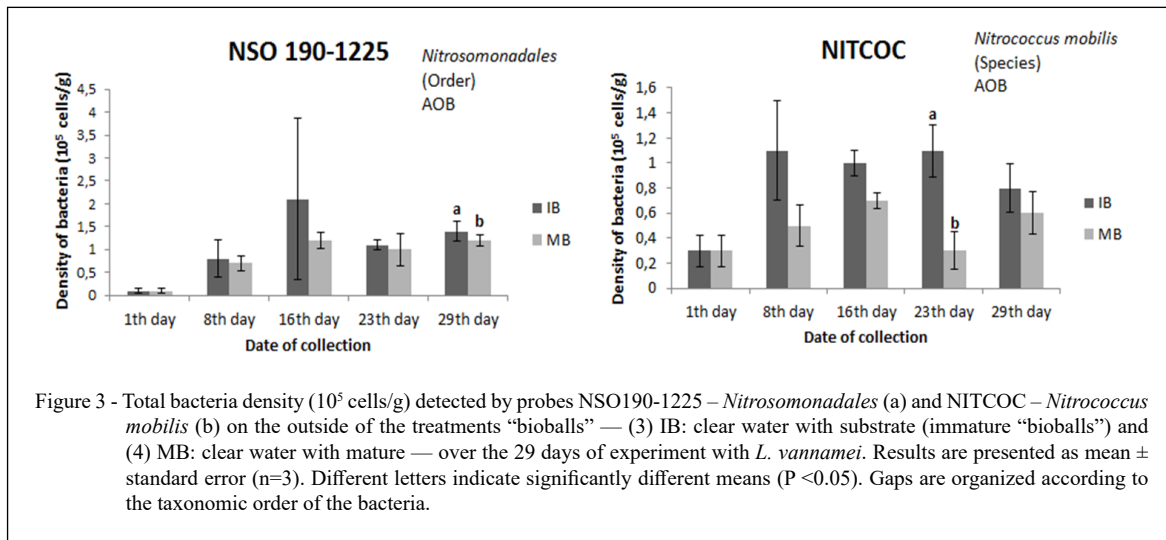 NSO 190-1225
Nitrosomonadales
(Order)
AOB
Density of bacteria (10⁵ cells/g)
4,5
4
3,5
3
2,5
2
1,5
1
0,5
0
a
b
IB
MB
1th day 8th day 16th day 23th day 29th day
Date of collection
NITCOC
Nitrococcus mobilis
(Species)
AOB
Density of bacteria (10⁵ cells/g)
1,6
1,4
1,2
1
0,8
0,6
0,4
0,2
0
a
b
IB
MB
1th day 8th day 16th day 23th day 29th day
Date of collection
Figure 3 - Total bacteria density (10⁵ cells/g) detected by probes NSO190-1225 – Nitrosomonadales (a) and NITCOC – Nitrococcus
mobilis (b) on the outside of the treatments “bioballs” — (3) IB: clear water with substrate (immature “bioballs”) and
(4) MB: clear water with mature — over the 29 days of experiment with L. vannamei. Results are presented as mean ±
standard error (n=3). Different letters indicate significantly different means (P <0.05). Gaps are organized according to
the taxonomic order of the bacteria.